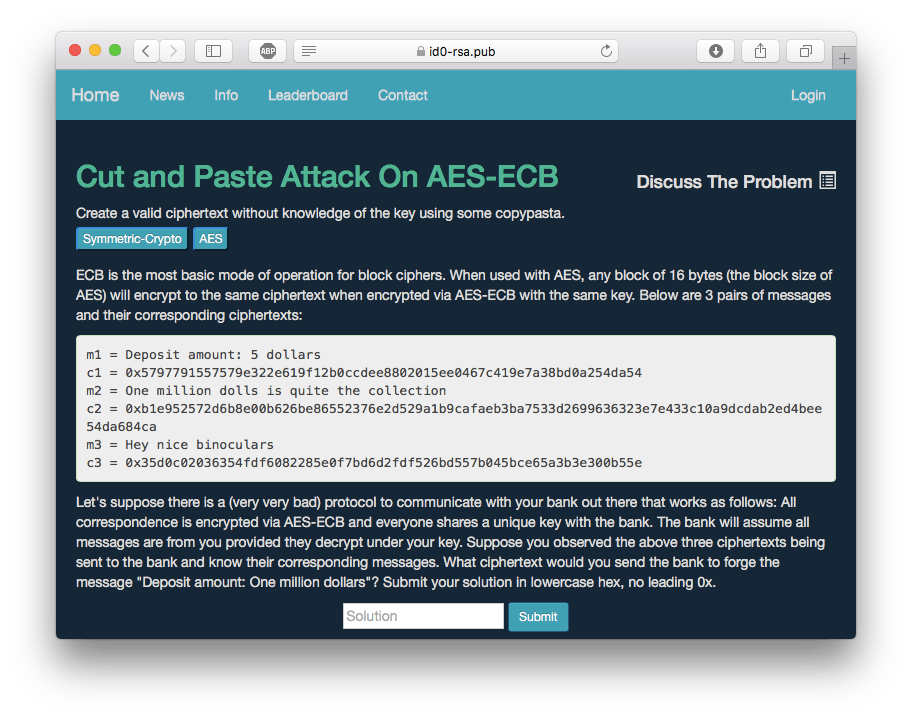 ABP
id0-rsa.pub
Home News Info Leaderboard Contact Login
Cut and Paste Attack On AES-ECB
Discuss The Problem
Create a valid ciphertext without knowledge of the key using some copypasta.
Symmetric-Crypto AES
ECB is the most basic mode of operation for block ciphers. When used with AES, any block of 16 bytes (the block size of
AES) will encrypt to the same ciphertext when encrypted via AES-ECB with the same key. Below are 3 pairs of messages
and their corresponding ciphertexts:
m1 = Deposit amount: 5 dollars
c1 = 0x5797791557579e322e619f12b0ccdee8802015ee0467c419e7a38bd0a254da54
m2 = One million dolls is quite the collection
c2 = 0xb1e952572d6b8e00b626be86552376e2d529a1b9cafaeb3ba7533d2699636323e7e433c10a9dcdab2ed4bee
54da684ca
m3 = Hey nice binoculars
c3 = 0x35d0c02036354fdf6082285e0f7bd6d2fdf526bd557b045bce65a3b3e300b55e
Let's suppose there is a (very very bad) protocol to communicate with your bank out there that works as follows: All
correspondence is encrypted via AES-ECB and everyone shares a unique key with the bank. The bank will assume all
messages are from you provided they decrypt under your key. Suppose you observed the above three ciphertexts being
sent to the bank and know their corresponding messages. What ciphertext would you send the bank to forge the
message "Deposit amount: One million dollars"? Submit your solution in lowercase hex, no leading 0x.
Solution Submit